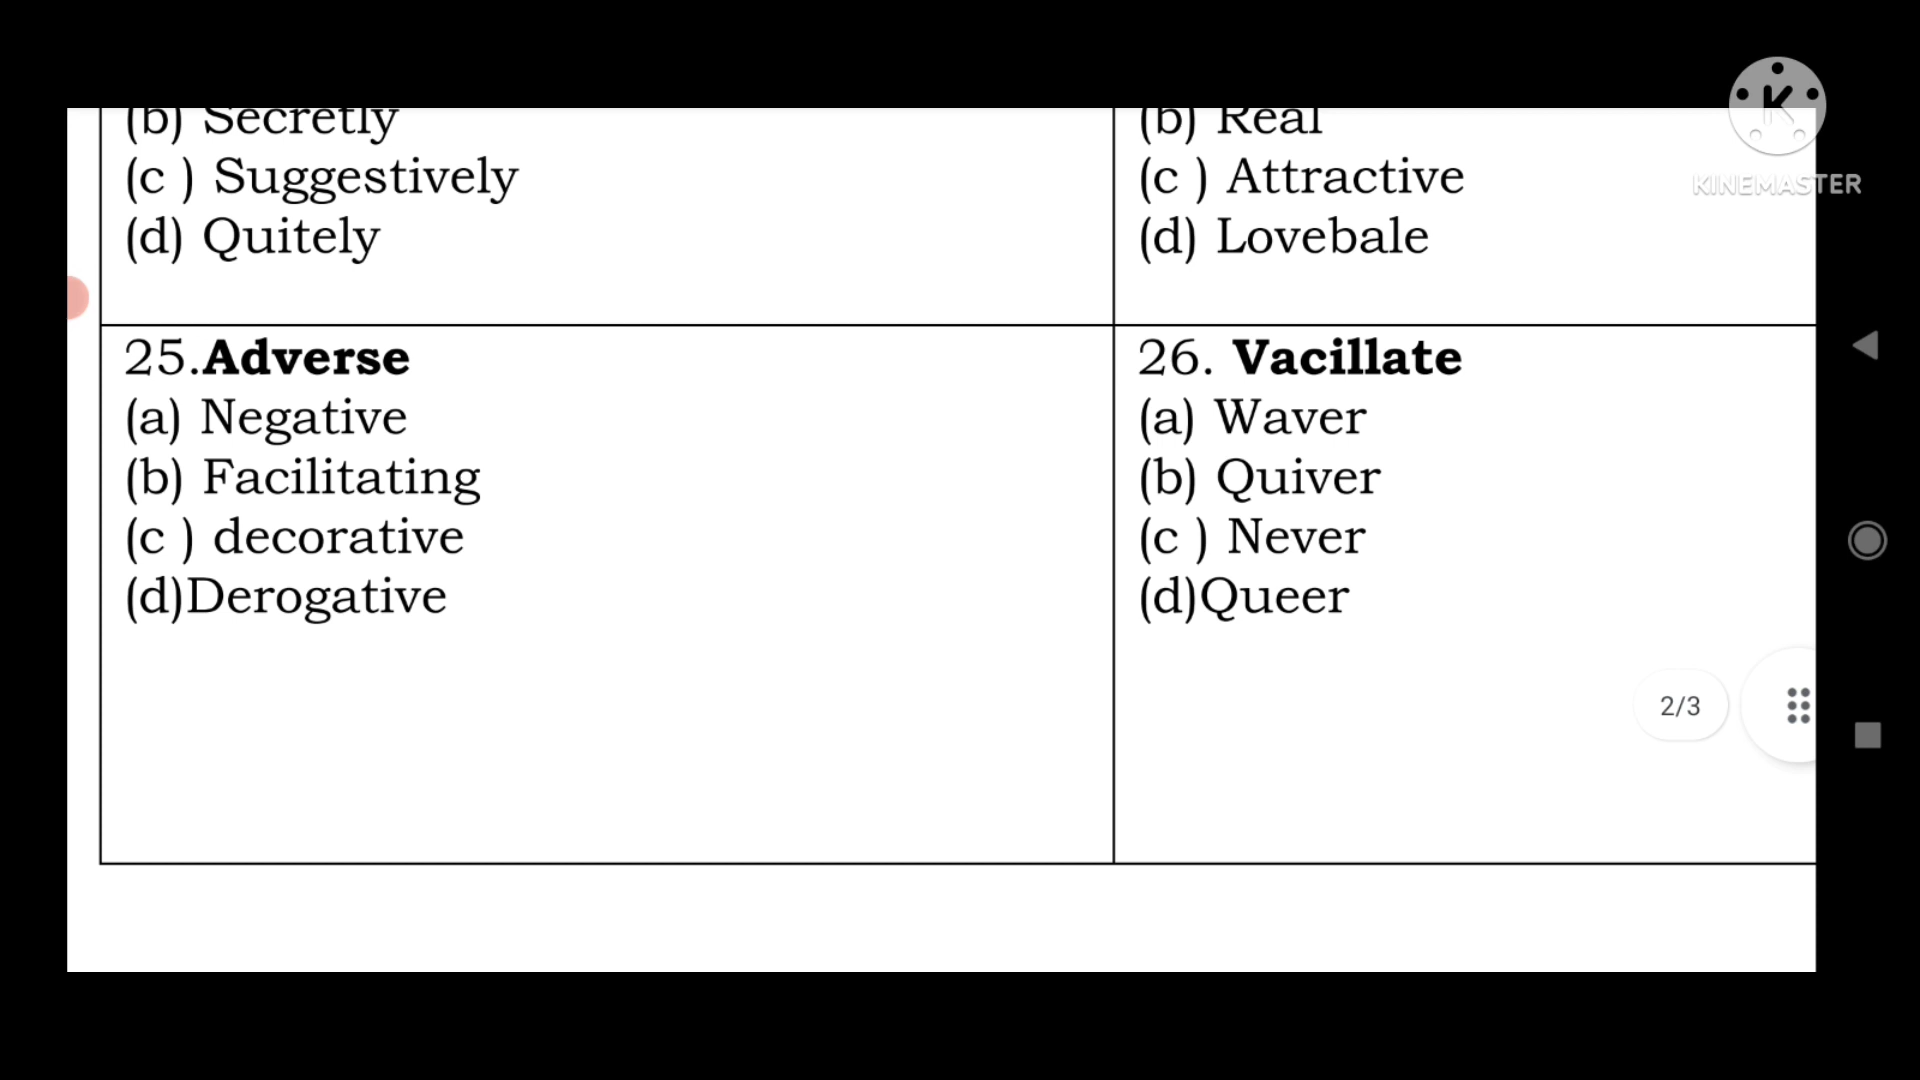 (b) Secretly
(c ) Suggestively
(d) Quitely
(b) Real
(c ) Attractive
(d) Lovebale
KINEMASTER
25.Adverse
(a) Negative
(b) Facilitating
(c ) decorative
(d)Derogative
26. Vacillate
(a) Waver
(b) Quiver
(c ) Never
(d)Queer
2/3